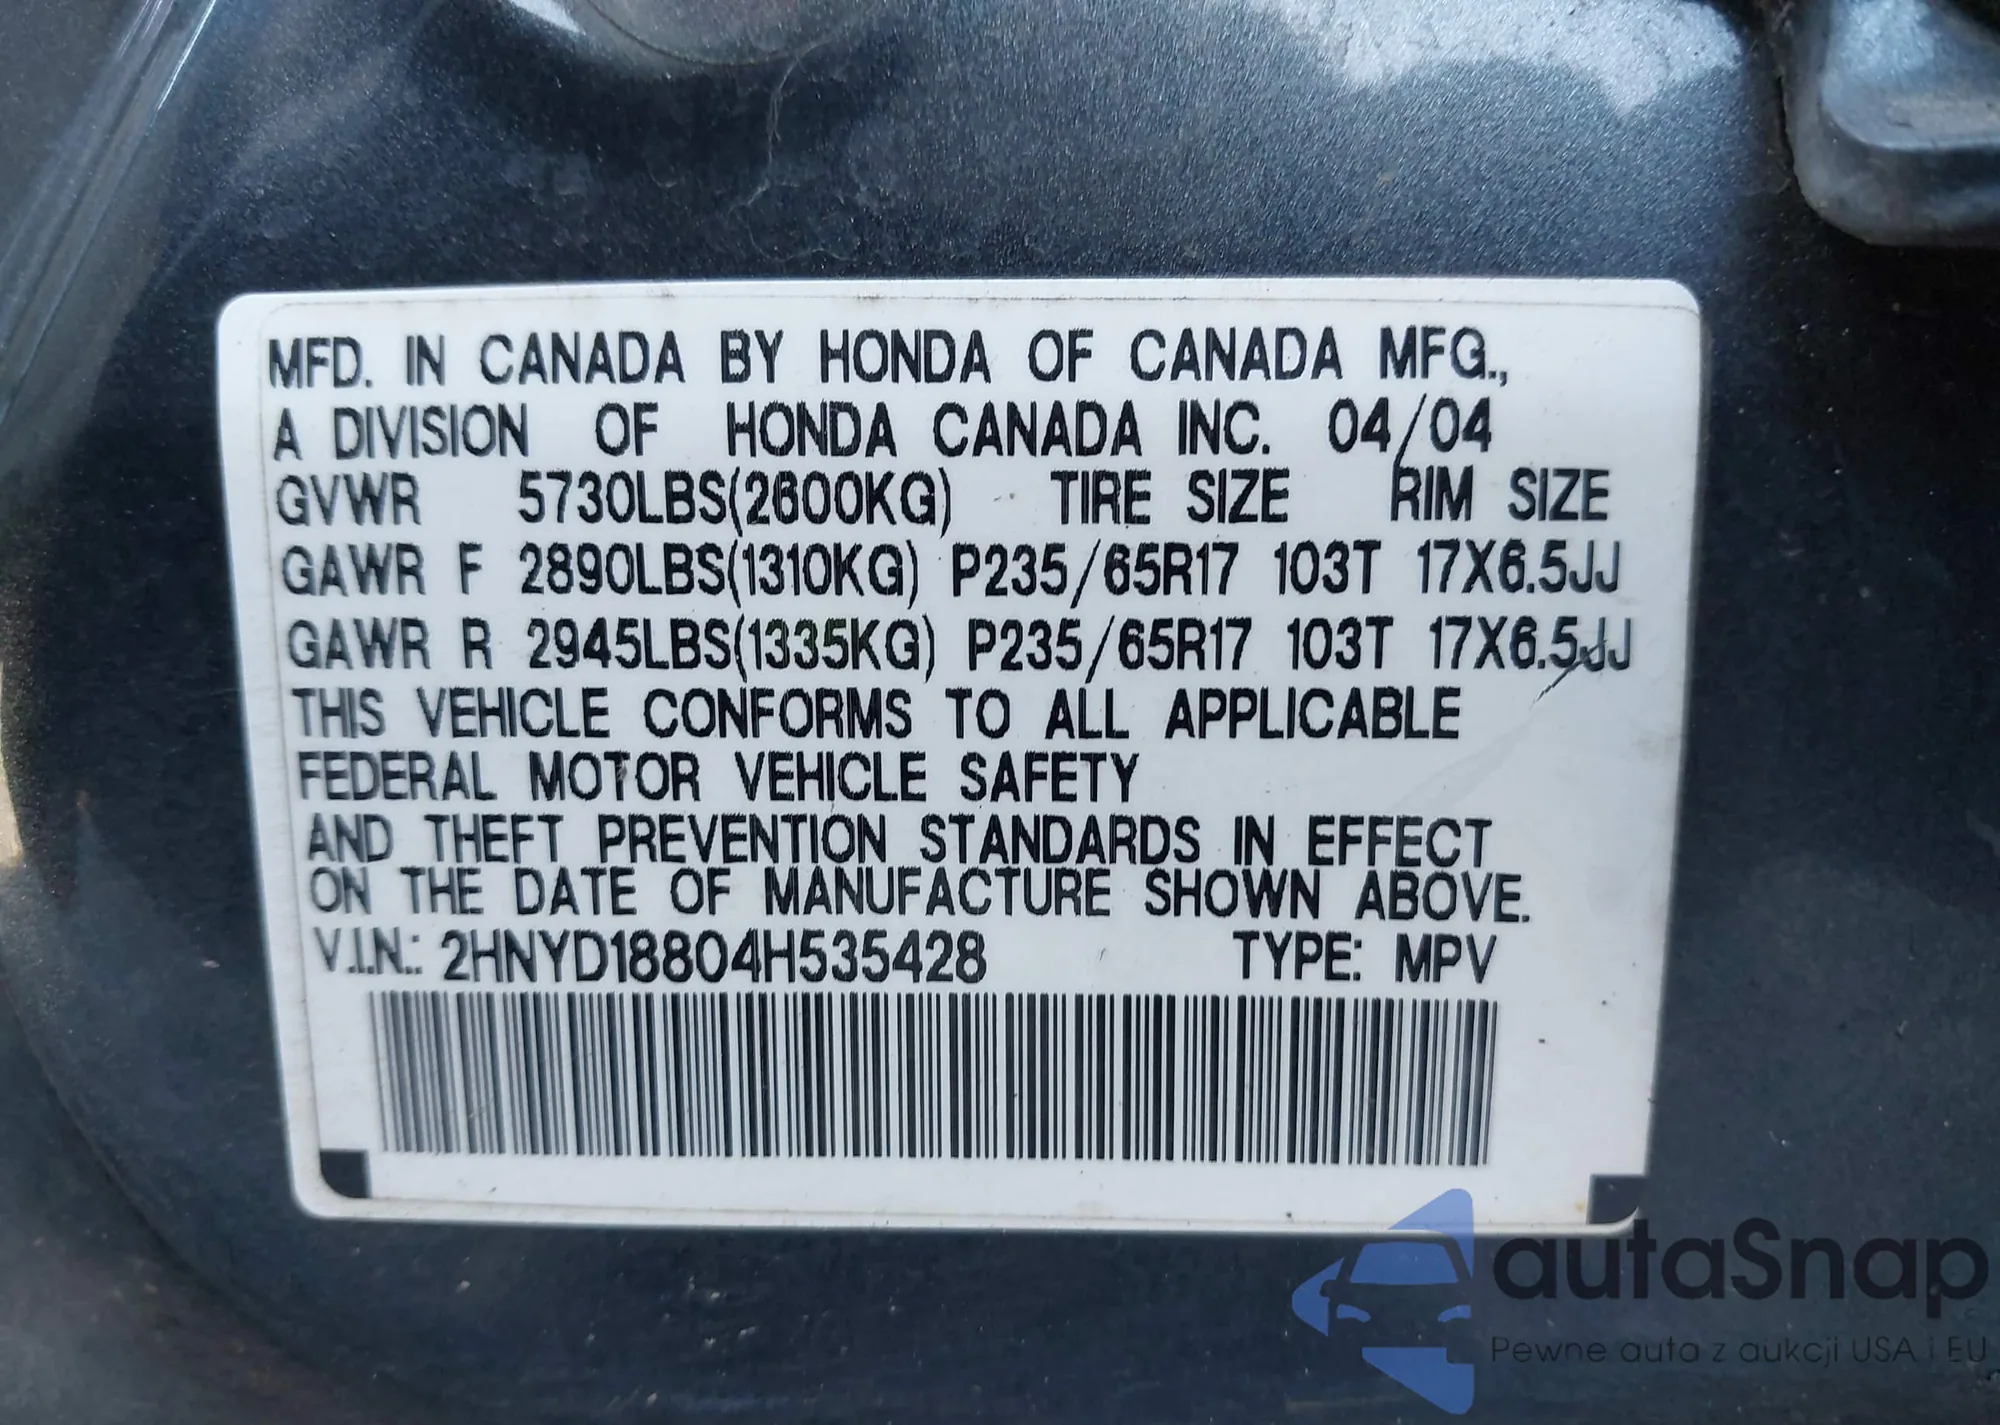 MFD. IN CANADA BY HONDA OF CANADA MFG.,
A DIVISION OF HONDA CANADA INC. 04/04
GVWR 5730LBS(2600KG) TIRE SIZE RIM SIZE
GAWR F 2890LBS(1310KG) P235/65R17 103T 17X6.5JJ
GAWR R 2945LBS(1335KG) P235/65R17 103T 17X6.5JJ
THIS VEHICLE CONFORMS TO ALL APPLICABLE
FEDERAL MOTOR VEHICLE SAFETY
AND THEFT PREVENTION STANDARDS IN EFFECT
ON THE DATE OF MANUFACTURE SHOWN ABOVE.
V.I.N.: 2HNYD18804H535428 TYPE: MPV
autaSnap
Pewne auta z aukcji USA i EU